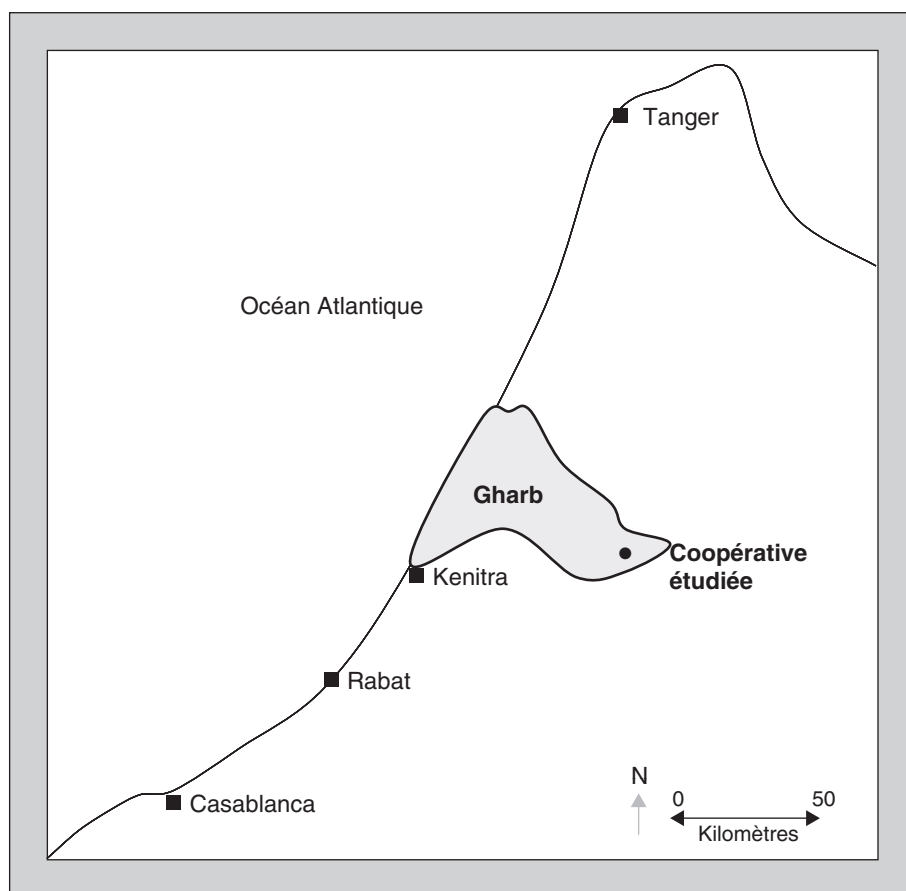 Tanger
Océan Atlantique
Gharb
Coopérative
étudiée
Kenitra
Rabat
Casablanca
N
0 50
Kilomètres